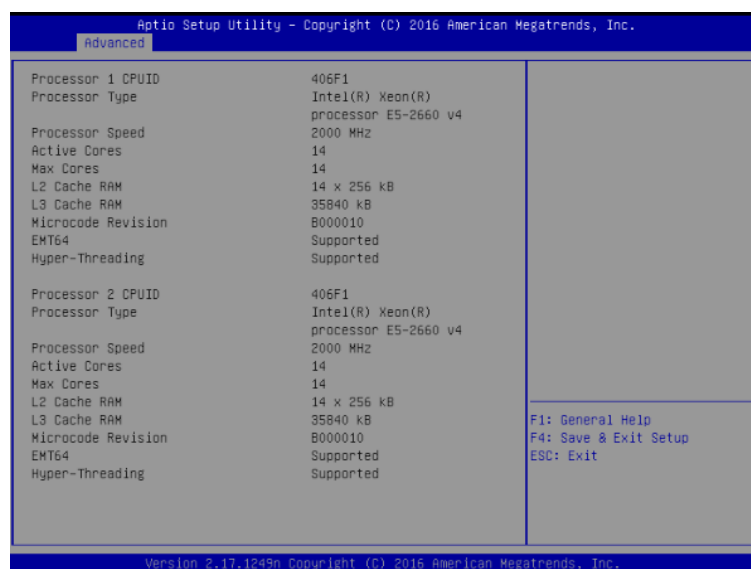 Aptio Setup Utility – Copyright (C) 2016 American Megatrends, Inc.
Advanced
Processor 1 CPUID 406F1
Processor Type Intel(R) Xeon(R)
processor E5-2660 v4
Processor Speed 2000 MHz
Active Cores 14
Max Cores 14
L2 Cache RAM 14 x 256 kB
L3 Cache RAM 35840 kB
Microcode Revision B000010
EMT64 Supported
Hyper-Threading Supported
Processor 2 CPUID 406F1
Processor Type Intel(R) Xeon(R)
processor E5-2660 v4
Processor Speed 2000 MHz
Active Cores 14
Max Cores 14
L2 Cache RAM 14 x 256 kB
L3 Cache RAM 35840 kB
Microcode Revision B000010
EMT64 Supported
Hyper-Threading Supported
F1: General Help
F4: Save & Exit Setup
ESC: Exit
Version 2.17.1249n Copyright (C) 2016 American Megatrends, Inc.